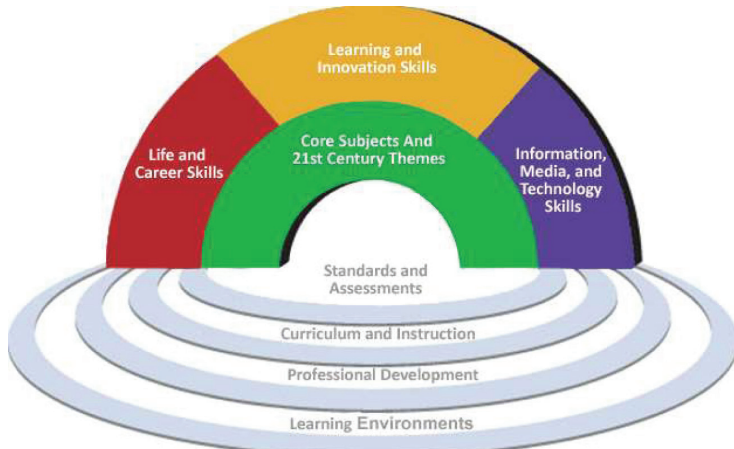 Learning and
Innovation Skills
Life and
Career Skills
Core Subjects And
21st Century Themes
Information,
Media, and
Technology
Skills
Standards and
Assessments
Curriculum and Instruction
Professional Development
Learning Environments